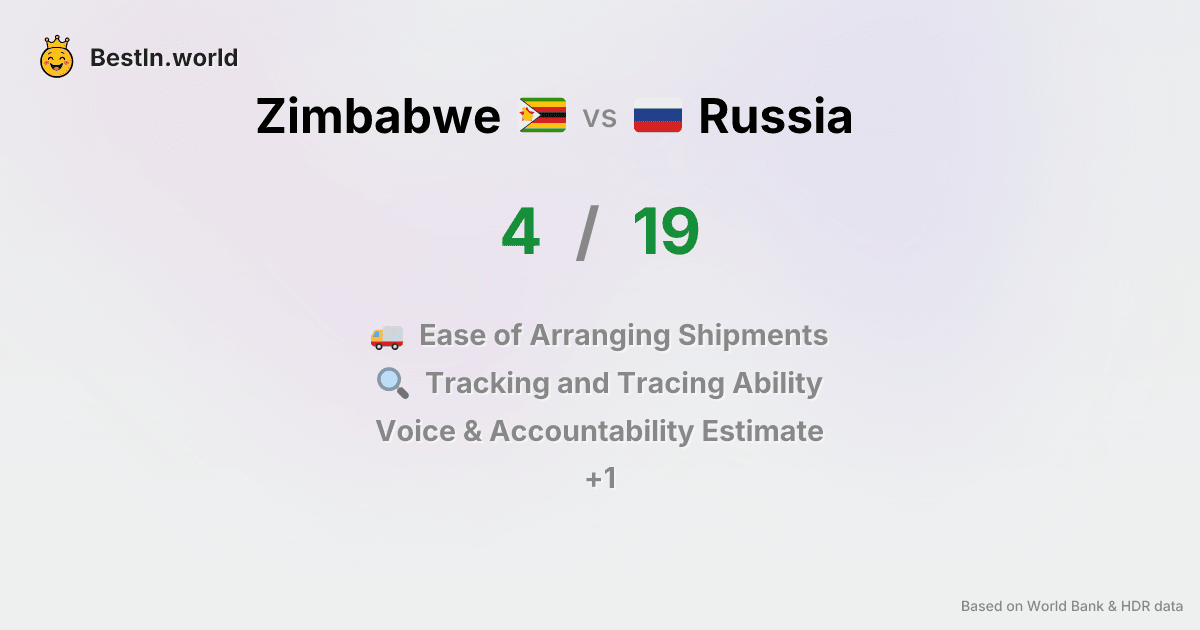 BestIn.world
Zimbabwe vs Russia
4 / 19
Ease of Arranging Shipments
Tracking and Tracing Ability
Voice & Accountability Estimate
+1
Based on World Bank & HDR data